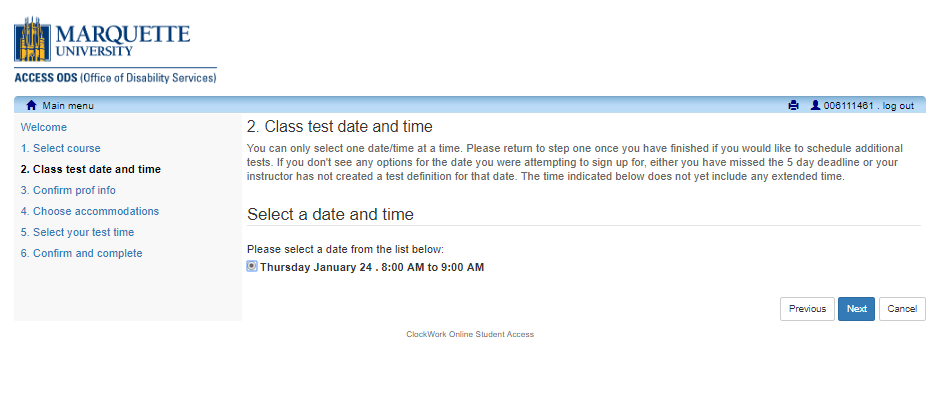 MARQUETTE
UNIVERSITY
ACCESS ODS (Office of Disability Services)
Main menu
006111461 . log out
Welcome
1. Select course
2. Class test date and time
3. Confirm prof info
4. Choose accommodations
5. Select your test time
6. Confirm and complete
2. Class test date and time
You can only select one date/time at a time. Please return to step one once you have finished if you would like to schedule additional
tests. If you don't see any options for the date you were attempting to sign up for, either you have missed the 5 day deadline or your
instructor has not created a test definition for that date. The time indicated below does not yet include any extended time.
Select a date and time
Please select a date from the list below:
Thursday January 24 . 8:00 AM to 9:00 AM
Previous
Next
Cancel
ClockWork Online Student Access